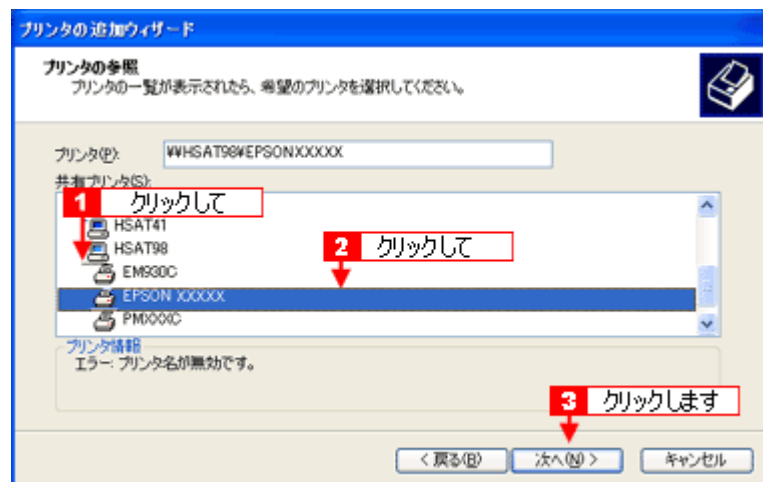 プリンタの追加ウィザード
プリンタの参照
プリンタの一覧が表示されたら、希望のプリンタを選択してください。
プリンタ(P):
¥¥HSAT98¥EPSONXXXXX
共有プリンタ(S):
1 クリックして
HSAT41
HSAT98
2 クリックして
EM930C
EPSON XXXXX
PMXXXC
プリンタ情報
エラー: プリンタ名が無効です。
3 クリックします
< 戻る(B)
次へ(N) >
キャンセル